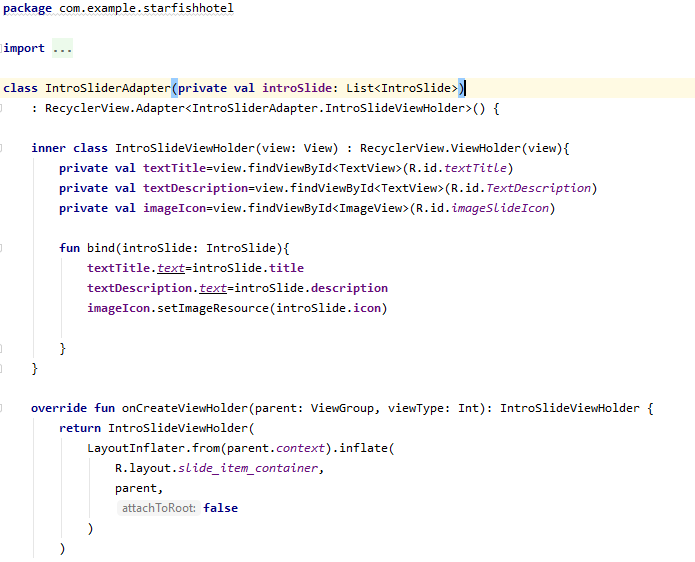 package com.example.starfishhotel
import ...
class IntroSliderAdapter(private val introSlide: List<IntroSlide>)
    : RecyclerView.Adapter<IntroSliderAdapter.IntroSlideViewHolder>() {
    inner class IntroSlideViewHolder(view: View) : RecyclerView.ViewHolder(view){
        private val textTitle=view.findViewById<TextView>(R.id.textTitle)
        private val textDescription=view.findViewById<TextView>(R.id.TextDescription)
        private val imageIcon=view.findViewById<ImageView>(R.id.imageSlideIcon)
        fun bind(introSlide: IntroSlide){
            textTitle.text=introSlide.title
            textDescription.text=introSlide.description
            imageIcon.setImageResource(introSlide.icon)
        }
    }
    override fun onCreateViewHolder(parent: ViewGroup, viewType: Int): IntroSlideViewHolder {
        return IntroSlideViewHolder(
            LayoutInflater.from(parent.context).inflate(
                R.layout.slide_item_container,
                parent,
                attachToRoot: false
            )
        )